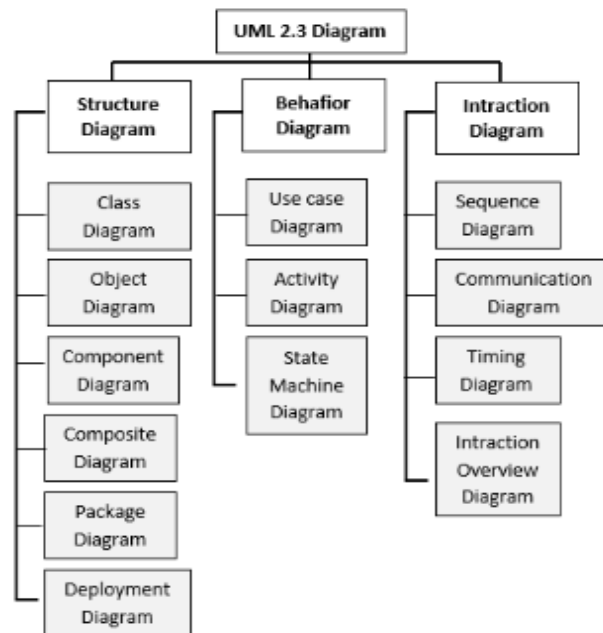 UML 2.3 Diagram
Structure
Diagram
Class
Diagram
Object
Diagram
Component
Diagram
Composite
Diagram
Package
Diagram
Deployment
Diagram
Behafior
Diagram
Use case
Diagram
Activity
Diagram
State
Machine
Diagram
Intraction
Diagram
Sequence
Diagram
Communication
Diagram
Timing
Diagram
Intraction
Overview
Diagram